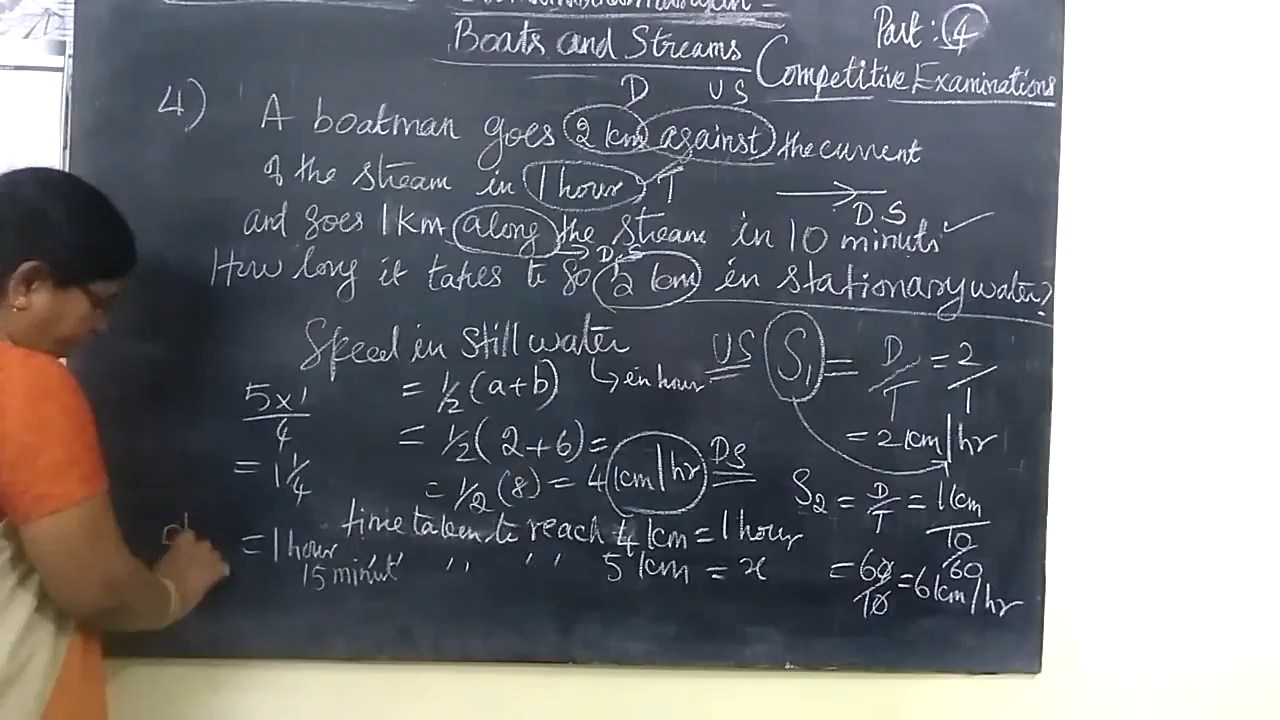 Boats and Streams
Part : 4
Competitive Examinations
D US
4) A boatman goes 2 km against the current
of the stream in 1 hour T
D.S
and goes 1 km along the stream in 10 minuts
D.S
How long it takes to go 2 km in stationary water?
Speed in still water
↳ in hour
= 1/2 (a+b)
= 1/2 (2+6) =
= 1/2 (8) = 4 km/hr
US S₁ = D/T = 2/1
= 2 km/hr
DS
S₂ = D/T = 1 km / 10/60
= 60/10 = 6 km/hr
time taken to reach 4 km = 1 hour
,, ,, 5 km = x
5 x 1 / 4
= 1 1/4
= 1 hour
15 minut